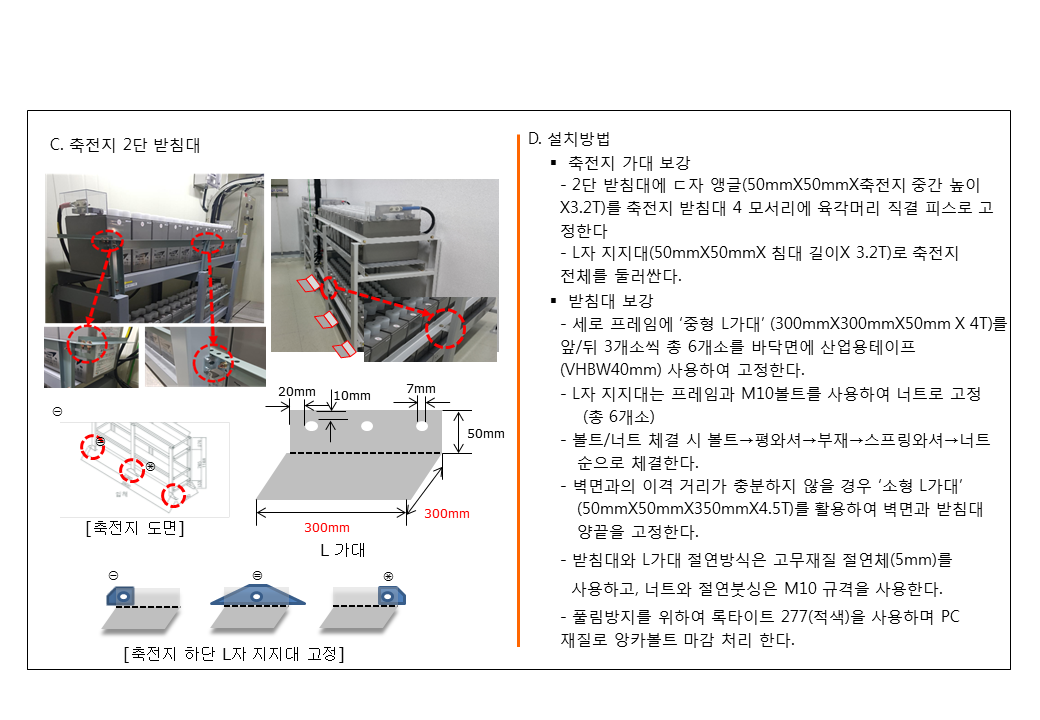 C. 축전지 2단 받침대
20mm
10mm
7mm
50mm
300mm
300mm
L 가대
㊀
[축전지 도면]
㊀
㊀
[축전지 하단 L자 지지대 고정]
D. 설치방법
▪ 축전지 가대 보강
- 2단 받침대에 ㄷ자 앵글(50mmX50mmX축전지 중간 높이
X3.2T)를 축전지 받침대 4 모서리에 육각머리 직결 피스로 고
정한다
- L자 지지대(50mmX50mmX 침대 길이X 3.2T)로 축전지
전체를 둘러싼다.
▪ 받침대 보강
- 세로 프레임에 ‘중형 L가대‘ (300mmX300mmX50mm X 4T)를
앞/뒤 3개소씩 총 6개소를 바닥면에 산업용테이프
(VHBW40mm) 사용하여 고정한다.
- L자 지지대는 프레임과 M10볼트를 사용하여 너트로 고정
(총 6개소)
- 볼트/너트 체결 시 볼트→평와셔→부재→스프링와셔→너트
순으로 체결한다.
- 벽면과의 이격 거리가 충분하지 않을 경우 ‘소형 L가대’
(50mmX50mmX350mmX4.5T)를 활용하여 벽면과 받침대
양끝을 고정한다.
- 받침대와 L가대 절연방식은 고무재질 절연체(5mm)를
사용하고, 너트와 절연붓싱은 M10 규격을 사용한다.
- 풀림방지를 위하여 록타이트 277(적색)을 사용하며 PC
재질로 앙카볼트 마감 처리 한다.